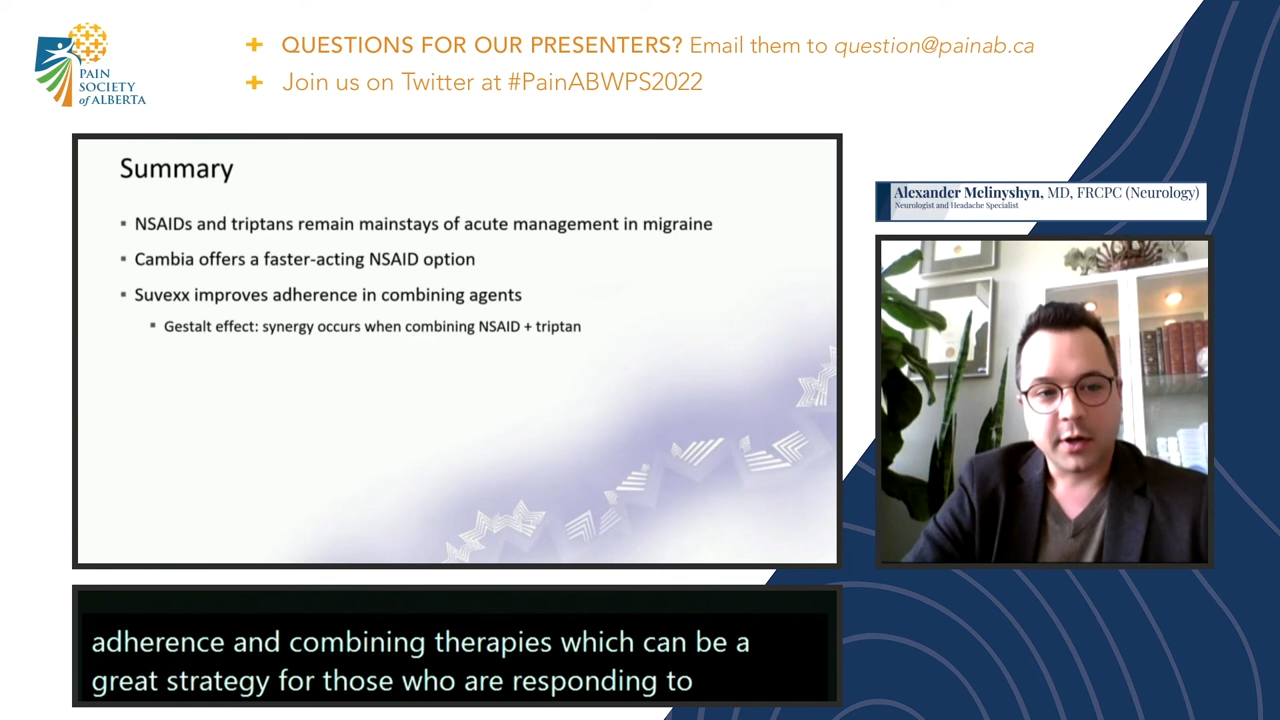 PAIN
SOCIETY
of ALBERTA
+ QUESTIONS FOR OUR PRESENTERS? Email them to question@painab.ca
+ Join us on Twitter at #PainABWPS2022
Summary
▪ NSAIDs and triptans remain mainstays of acute management in migraine
▪ Cambia offers a faster-acting NSAID option
▪ Suvexx improves adherence in combining agents
▪ Gestalt effect: synergy occurs when combining NSAID + triptan
Alexander Melinyshyn, MD, FRCPC (Neurology)
Neurologist and Headache Specialist
adherence and combining therapies which can be a
great strategy for those who are responding to